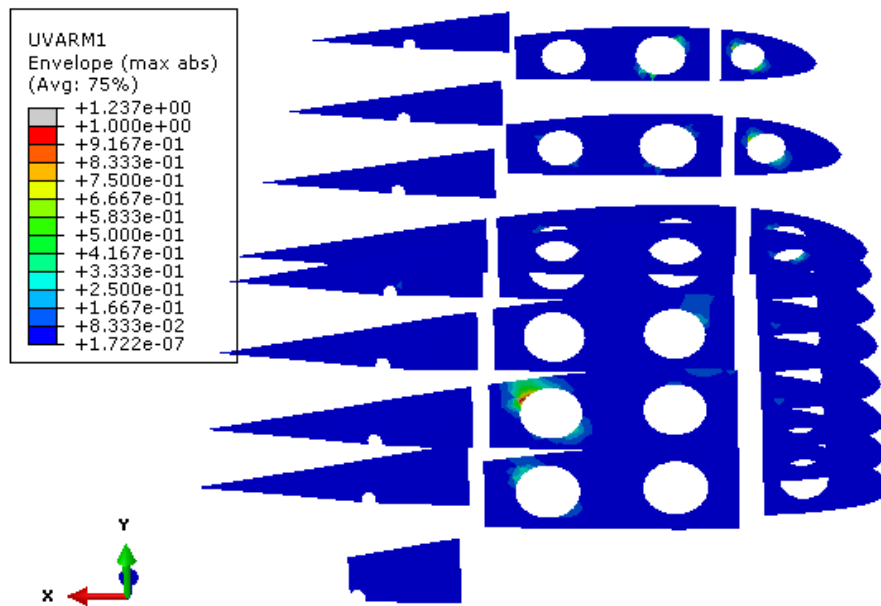 UVARM1
Envelope (max abs)
(Avg: 75%)
+1.237e+00
+1.000e+00
+9.167e-01
+8.333e-01
+7.500e-01
+6.667e-01
+5.833e-01
+5.000e-01
+4.167e-01
+3.333e-01
+2.500e-01
+1.667e-01
+8.333e-02
+1.722e-07
Y
X